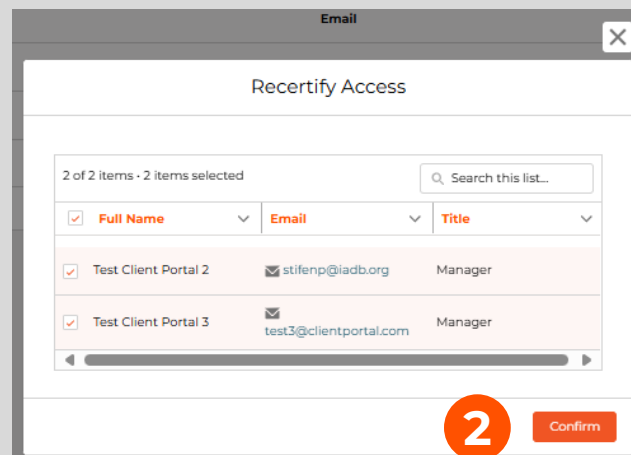 Email
Recertify Access
2 of 2 items • 2 items selected
Search this list...
Full Name Email Title
Test Client Portal 2 stifenp@iadb.org Manager
Test Client Portal 3 test3@clientportal.com Manager
2 Confirm